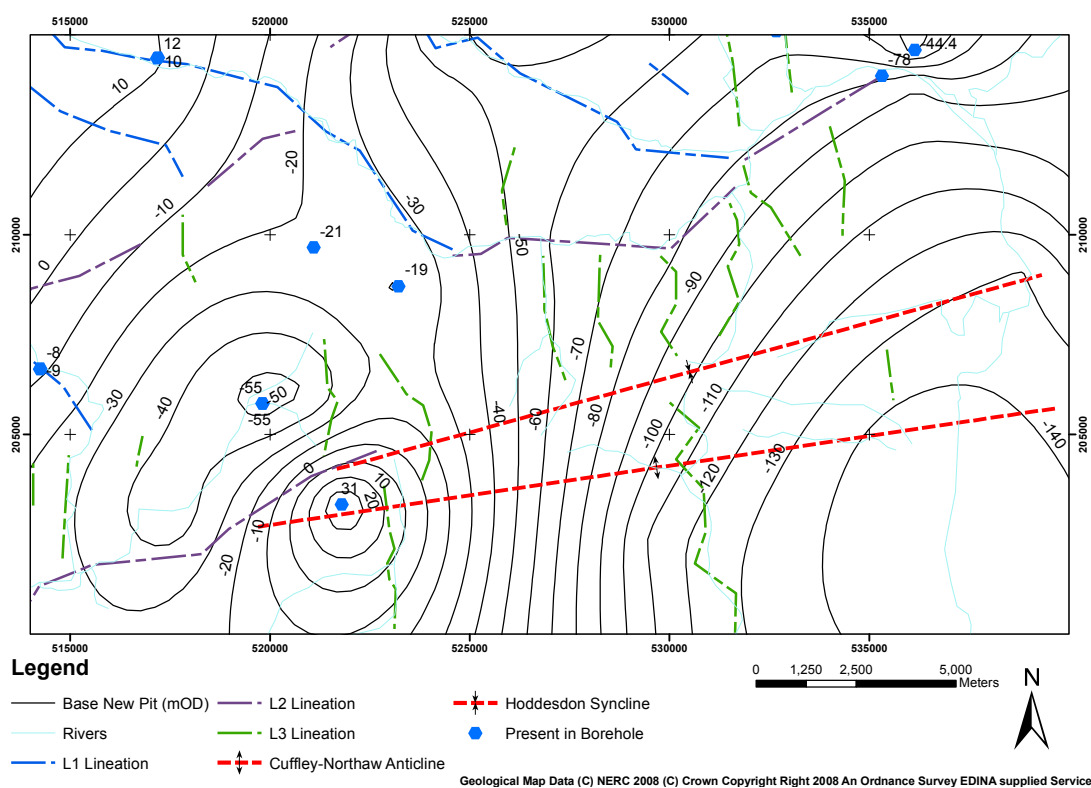 515000 520000 525000 530000 535000
12
10
-44.4
-78
10
-20
-10
-30
210000
210000
-21
-50
0
-19
-90
-8
-9
-70
-30
-55
-50
-40
-55
-40
-60
-80
-110
-100
205000
205000
-140
0
10
-130
31
20
-120
-10
-20
515000 520000 525000 530000 535000
Legend
Base New Pit (mOD)
L2 Lineation
Hoddesdon Syncline
Rivers
L3 Lineation
Present in Borehole
L1 Lineation
Cuffley-Northaw Anticline
0 1,250 2,500 5,000
Meters
N
Geological Map Data (C) NERC 2008 (C) Crown Copyright Right 2008 An Ordnance Survey EDINA supplied Service